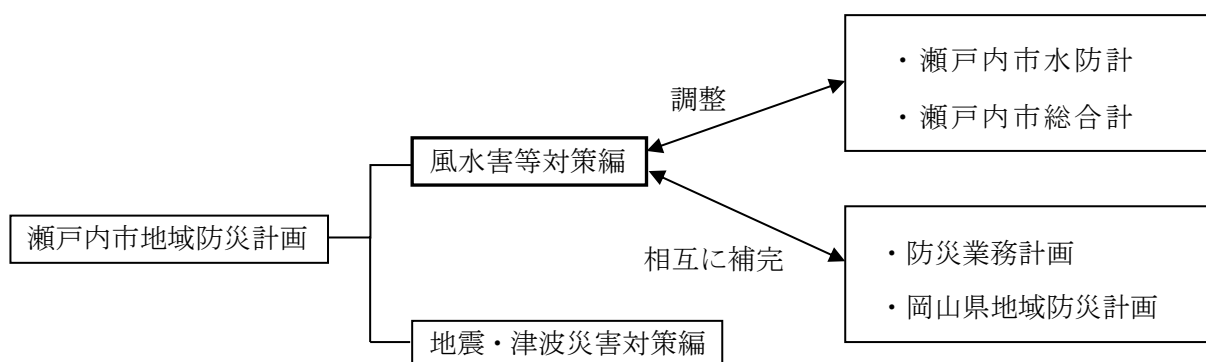 ・瀬戸内市水防計
・瀬戸内市総合計
調整
風水害等対策編
瀬戸内市地域防災計画
相互に補完
・防災業務計画
・岡山県地域防災計画
地震・津波災害対策編